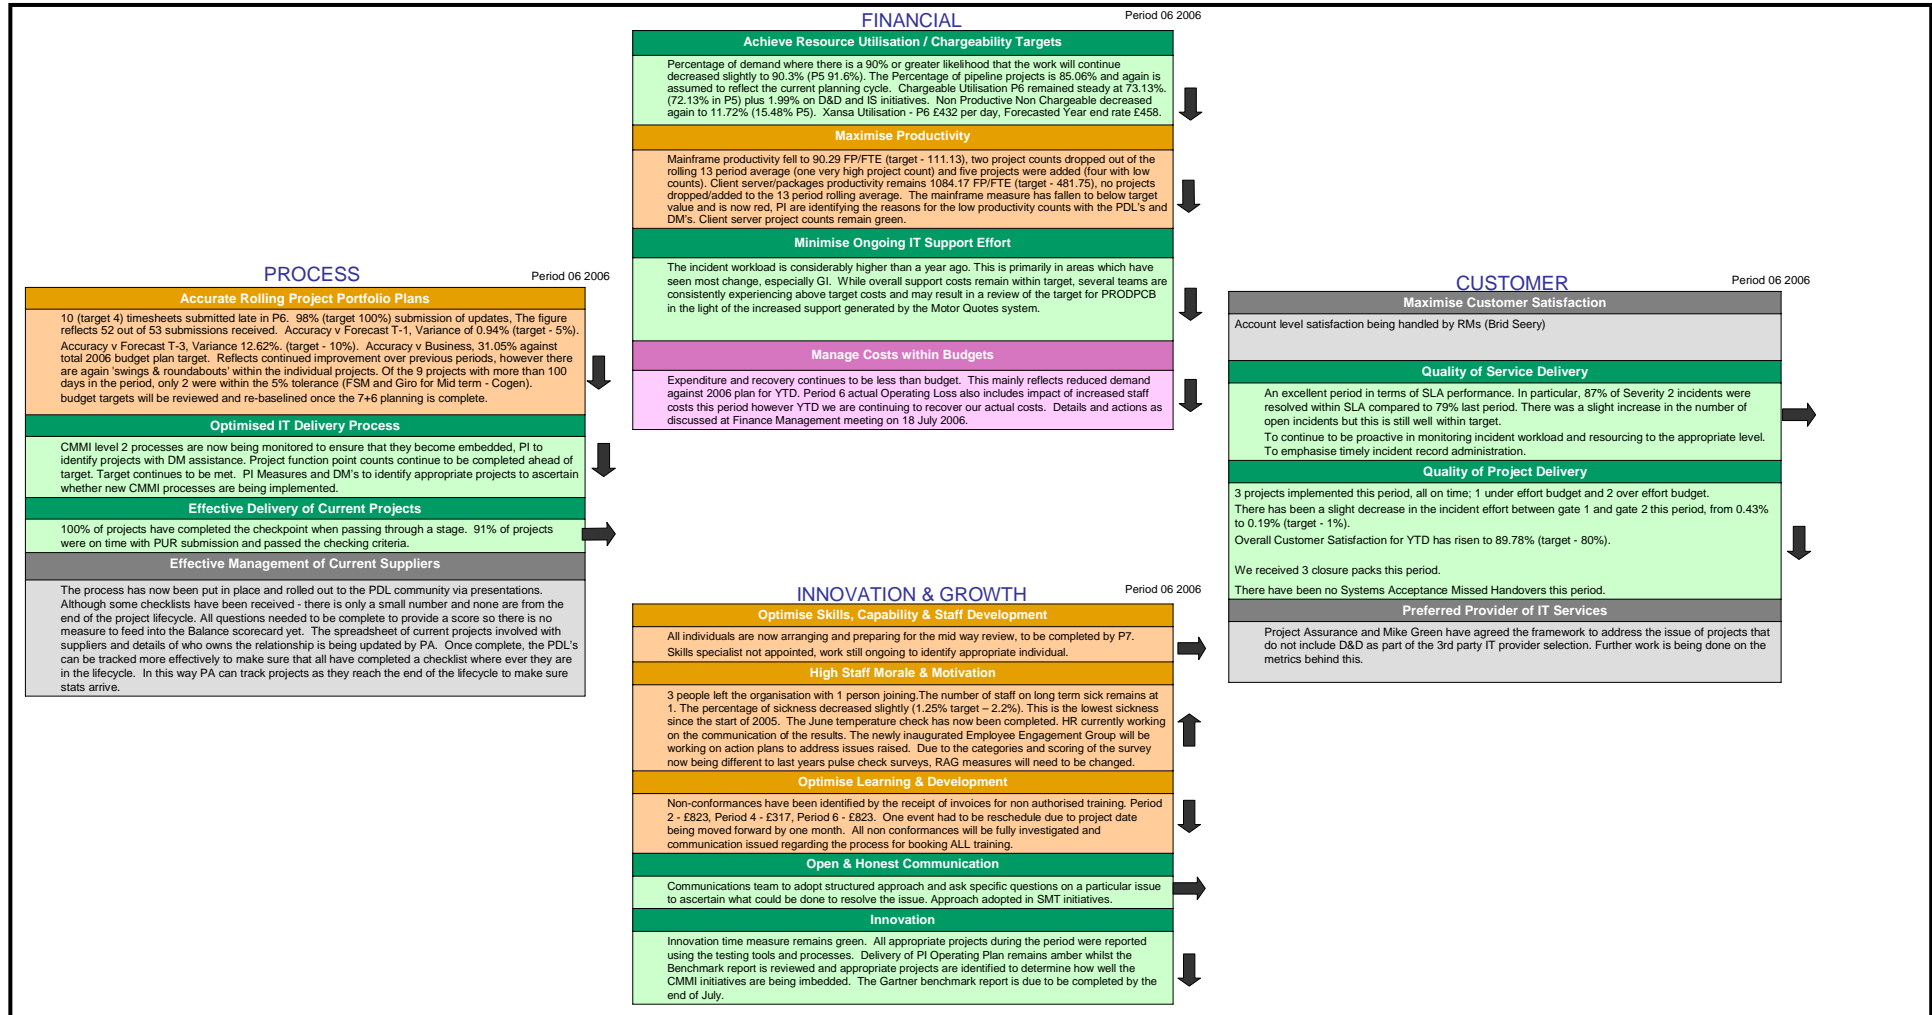 FINANCIAL
Period 06 2006
Achieve Resource Utilisation / Chargeability Targets
Percentage of demand where there is a 90% or greater likelihood that the work will continue
decreased slightly to 90.3% (P5 91.6%). The Percentage of pipeline projects is 85.06% and again is
assumed to reflect the current planning cycle. Chargeable Utilisation P6 remained steady at 73.13%.
(72.13% in P5) plus 1.99% on D&D and IS initiatives. Non Productive Non Chargeable decreased
again to 11.72% (15.48% P5). Xansa Utilisation - P6 £432 per day, Forecasted Year end rate £458.
Maximise Productivity
Mainframe productivity fell to 90.29 FP/FTE (target - 111.13), two project counts dropped out of the
rolling 13 period average (one very high project count) and five projects were added (four with low
counts). Client server/packages productivity remains 1084.17 FP/FTE (target - 481.75), no projects
dropped/added to the 13 period rolling average. The mainframe measure has fallen to below target
value and is now red, PI are identifying the reasons for the low productivity counts with the PDL's and
DM's. Client server project counts remain green.
Minimise Ongoing IT Support Effort
The incident workload is considerably higher than a year ago. This is primarily in areas which have
seen most change, especially GI. While overall support costs remain within target, several teams are
consistently experiencing above target costs and may result in a review of the target for PRODPCB
in the light of the increased support generated by the Motor Quotes system.
Manage Costs within Budgets
Expenditure and recovery continues to be less than budget. This mainly reflects reduced demand
against 2006 plan for YTD. Period 6 actual Operating Loss also includes impact of increased staff
costs this period however YTD we are continuing to recover our actual costs. Details and actions as
discussed at Finance Management meeting on 18 July 2006.
PROCESS
Period 06 2006
Accurate Rolling Project Portfolio Plans
10 (target 4) timesheets submitted late in P6. 98% (target 100%) submission of updates, The figure
reflects 52 out of 53 submissions received. Accuracy v Forecast T-1, Variance of 0.94% (target - 5%).
Accuracy v Forecast T-3, Variance 12.62%. (target - 10%). Accuracy v Business, 31.05% against
total 2006 budget plan target. Reflects continued improvement over previous periods, however there
are again 'swings & roundabouts' within the individual projects. Of the 9 projects with more than 100
days in the period, only 2 were within the 5% tolerance (FSM and Giro for Mid term - Cogen).
budget targets will be reviewed and re-baselined once the 7+6 planning is complete.
Optimised IT Delivery Process
CMMI level 2 processes are now being monitored to ensure that they become embedded, PI to
identify projects with DM assistance. Project function point counts continue to be completed ahead of
target. Target continues to be met. PI Measures and DM's to identify appropriate projects to ascertain
whether new CMMI processes are being implemented.
Effective Delivery of Current Projects
100% of projects have completed the checkpoint when passing through a stage. 91% of projects
were on time with PUR submission and passed the checking criteria.
Effective Management of Current Suppliers
The process has now been put in place and rolled out to the PDL community via presentations.
Although some checklists have been received - there is only a small number and none are from the
end of the project lifecycle. All questions needed to be complete to provide a score so there is no
measure to feed into the Balance scorecard yet. The spreadsheet of current projects involved with
suppliers and details of who owns the relationship is being updated by PA. Once complete, the PDL's
can be tracked more effectively to make sure that all have completed a checklist where ever they are
in the lifecycle. In this way PA can track projects as they reach the end of the lifecycle to make sure
stats arrive.
CUSTOMER
Period 06 2006
Maximise Customer Satisfaction
Account level satisfaction being handled by RMs (Brid Seery)
Quality of Service Delivery
An excellent period in terms of SLA performance. In particular, 87% of Severity 2 incidents were
resolved within SLA compared to 79% last period. There was a slight increase in the number of
open incidents but this is still well within target.
To continue to be proactive in monitoring incident workload and resourcing to the appropriate level.
To emphasise timely incident record administration.
Quality of Project Delivery
3 projects implemented this period, all on time; 1 under effort budget and 2 over effort budget.
There has been a slight decrease in the incident effort between gate 1 and gate 2 this period, from 0.43%
to 0.19% (target - 1%).
Overall Customer Satisfaction for YTD has risen to 89.78% (target - 80%).
We received 3 closure packs this period.
There have been no Systems Acceptance Missed Handovers this period.
Preferred Provider of IT Services
Project Assurance and Mike Green have agreed the framework to address the issue of projects that
do not include D&D as part of the 3rd party IT provider selection. Further work is being done on the
metrics behind this.
INNOVATION & GROWTH
Period 06 2006
Optimise Skills, Capability & Staff Development
All individuals are now arranging and preparing for the mid way review, to be completed by P7.
Skills specialist not appointed, work still ongoing to identify appropriate individual.
High Staff Morale & Motivation
3 people left the organisation with 1 person joining.The number of staff on long term sick remains at
1. The percentage of sickness decreased slightly (1.25% target – 2.2%). This is the lowest sickness
since the start of 2005. The June temperature check has now been completed. HR currently working
on the communication of the results. The newly inaugurated Employee Engagement Group will be
working on action plans to address issues raised. Due to the categories and scoring of the survey
now being different to last years pulse check surveys, RAG measures will need to be changed.
Optimise Learning & Development
Non-conformances have been identified by the receipt of invoices for non authorised training. Period
2 - £823, Period 4 - £317, Period 6 - £823. One event had to be reschedule due to project date
being moved forward by one month. All non conformances will be fully investigated and
communication issued regarding the process for booking ALL training.
Open & Honest Communication
Communications team to adopt structured approach and ask specific questions on a particular issue
to ascertain what could be done to resolve the issue. Approach adopted in SMT initiatives.
Innovation
Innovation time measure remains green. All appropriate projects during the period were reported
using the testing tools and processes. Delivery of PI Operating Plan remains amber whilst the
Benchmark report is reviewed and appropriate projects are identified to determine how well the
CMMI initiatives are being imbedded. The Gartner benchmark report is due to be completed by the
end of July.